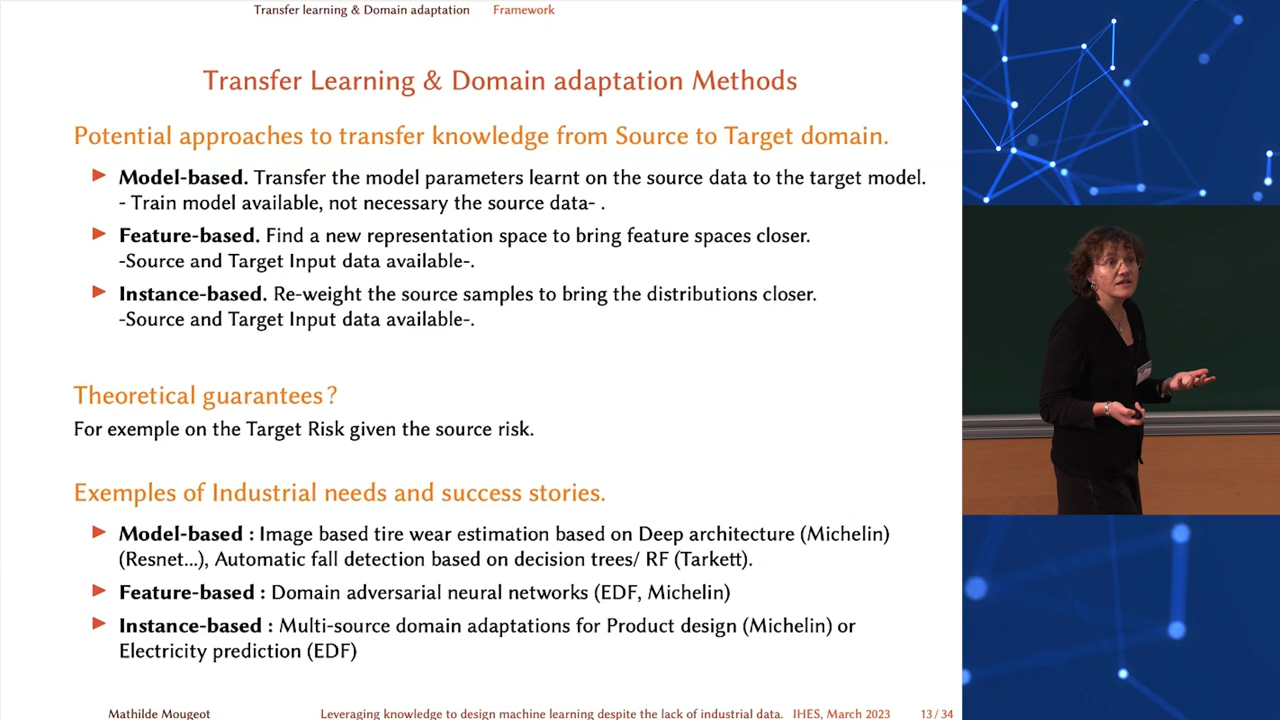 Transfer learning & Domain adaptation Framework
Transfer Learning & Domain adaptation Methods
Potential approaches to transfer knowledge from Source to Target domain.
Model-based. Transfer the model parameters learnt on the source data to the target model.
- Train model available, not necessary the source data- .
Feature-based. Find a new representation space to bring feature spaces closer.
-Source and Target Input data available-.
Instance-based. Re-weight the source samples to bring the distributions closer.
-Source and Target Input data available-.
Theoretical guarantees ?
For exemple on the Target Risk given the source risk.
Exemples of Industrial needs and success stories.
Model-based : Image based tire wear estimation based on Deep architecture (Michelin)
(Resnet...), Automatic fall detection based on decision trees/ RF (Tarkett).
Feature-based : Domain adversarial neural networks (EDF, Michelin)
Instance-based : Multi-source domain adaptations for Product design (Michelin) or
Electricity prediction (EDF)
Mathilde Mougeot Leveraging knowledge to design machine learning despite the lack of industrial data. IHES, March 2023 13 / 34